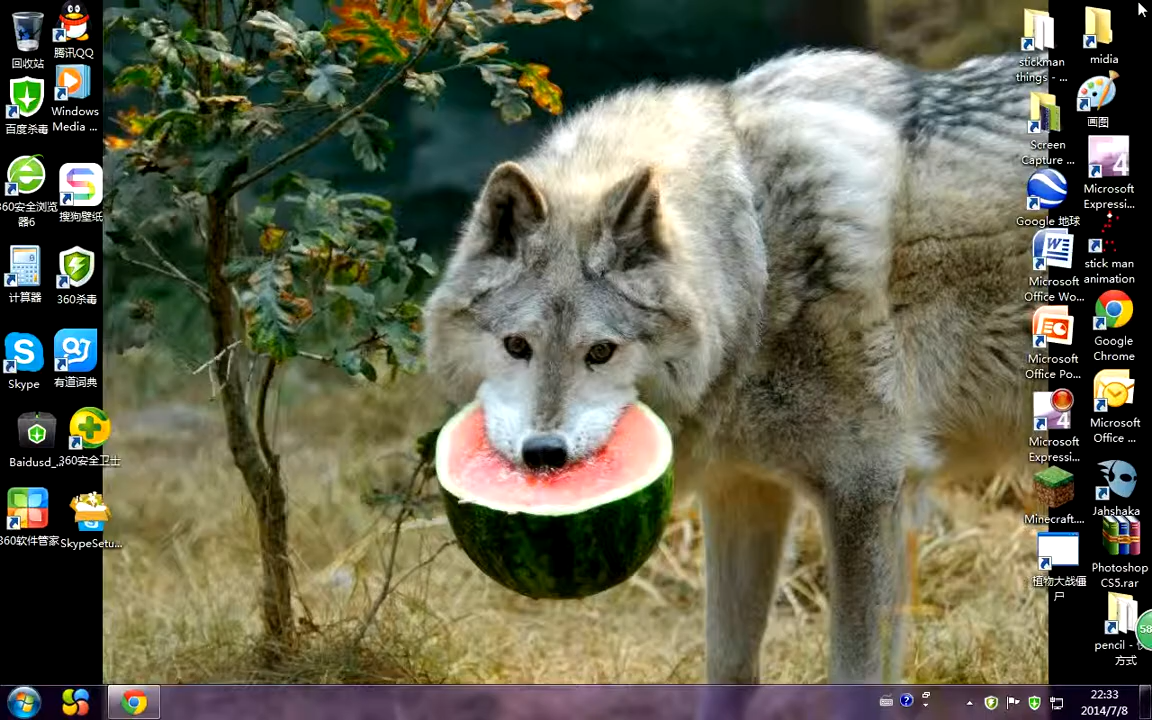 回收站
腾讯QQ
百度杀毒
Windows
Media ...
360安全浏览
器6
搜狗壁纸
计算器
360杀毒
Skype
有道词典
Baidusd_...
360安全卫士
360软件管家
SkypeSetu...
stickman
things - ...
midia
Screen
Capture ...
画图
Google 地球
Microsoft
Expressi...
Microsoft
Office Wo...
stick man
animation
Microsoft
Office Po...
Google
Chrome
Microsoft
Expressi...
Microsoft
Office ...
Minecraft...
Jahshaka
植物大战僵
尸
Photoshop
CS5.rar
pencil - 快
方式
58
22:33
2014/7/8